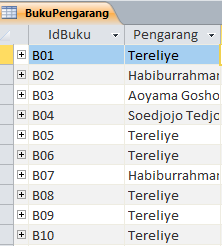 BukuPengarang
IdBuku Pengarang
B01 Tereliye
B02 Habiburrahman
B03 Aoyama Gosho
B04 Soedjojo Tedjo
B05 Tereliye
B06 Tereliye
B07 Habiburrahman
B08 Tereliye
B09 Tereliye
B10 Tereliye